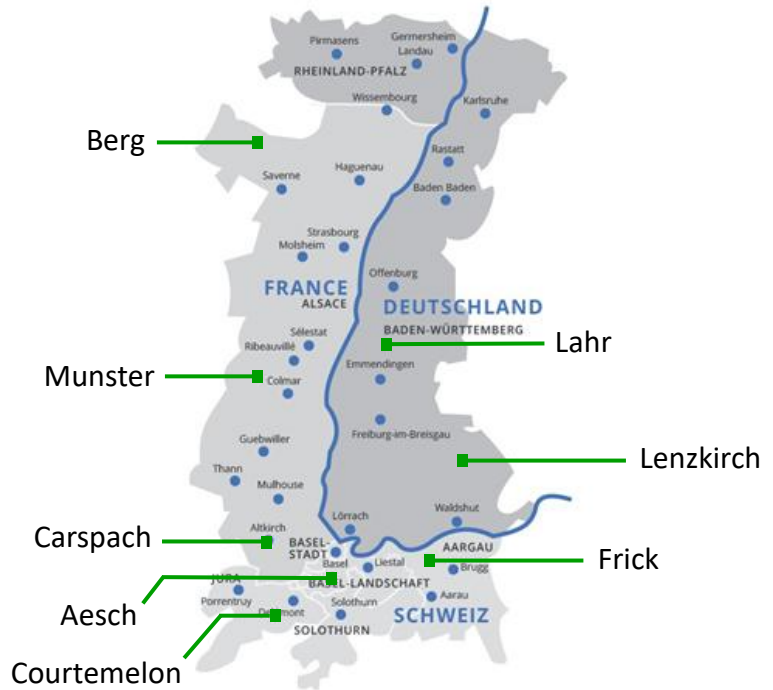 Germersheim
Pirmasens
Landau
RHEINLAND-PFALZ
Wissembourg
Karlsruhe
Berg
Rastatt
Haguenau
Saverne
Baden Baden
Strasbourg
Molsheim
Offenburg
FRANCE
ALSACE
DEUTSCHLAND
BADEN-WÜRTTEMBERG
Sélestat
Lahr
Ribeauvillé
Emmendingen
Munster
Colmar
Freiburg-im-Breisgau
Guebwiller
Lenzkirch
Thann
Mulhouse
Waldshut
Lörrach
Altkirch
Carspach
BASEL-
STADT
AARGAU
Basel
Liestal
Frick
Brugg
JURA
BASEL-LANDSCHAFT
Aarau
Porrentruy
Delémont
Solothurn
Aesch
SCHWEIZ
SOLOTHURN
Courtemelon